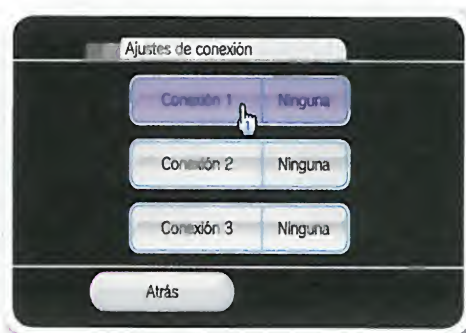 Ajustes de conexión
Conexión 1 Ninguna
Conexión 2 Ninguna
Conexión 3 Ninguna
Atrás